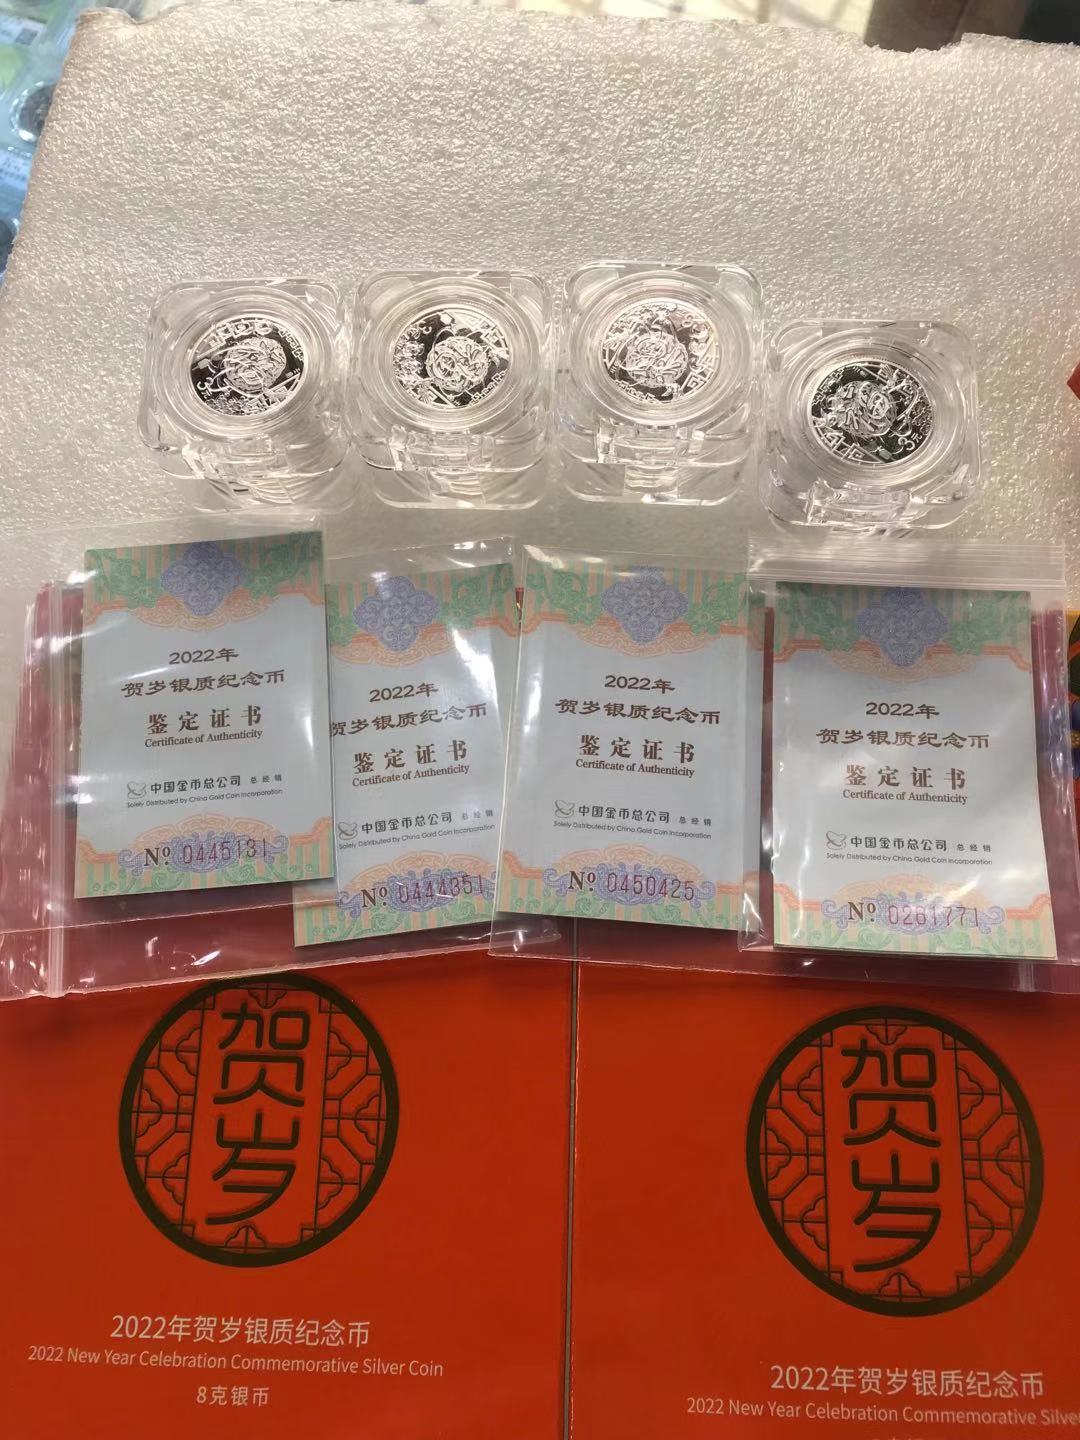 3元
2022年
贺岁银质纪念币
鉴定证书
Certificate of Authenticity
中国金币总公司 总经销
Solely Distributed by China Gold Coin Incorporation
Nº 0445131
2022年
贺岁银质纪念币
鉴定证书
Certificate of Authenticity
中国金币总公司 总经销
Solely Distributed by China Gold Coin Incorporation
Nº 0444351
2022年
贺岁银质纪念币
鉴定证书
Certificate of Authenticity
中国金币总公司 总经销
Solely Distributed by China Gold Coin Incorporation
Nº 0450425
2022年
贺岁银质纪念币
鉴定证书
Certificate of Authenticity
中国金币总公司 总经销
Solely Distributed by China Gold Coin Incorporation
Nº 0261771
贺岁
2022年贺岁银质纪念币
2022 New Year Celebration Commemorative Silver Coin
8克银币
贺岁
2022年贺岁银质纪念币
2022 New Year Celebration Commemorative Silve